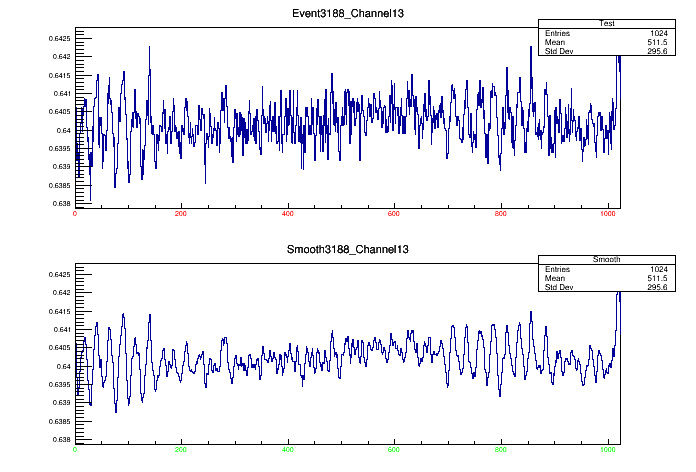 Event3188_Channel13
Test
Entries 1024
Mean 511.5
Std Dev 295.6
0.6425
0.642
0.6415
0.641
0.6405
0.64
0.6395
0.639
0.6385
0.638
0 200 400 600 800 1000
Smooth3188_Channel13
Smooth
Entries 1024
Mean 511.5
Std Dev 295.6
0.6425
0.642
0.6415
0.641
0.6405
0.64
0.6395
0.639
0.6385
0.638
0 200 400 600 800 1000